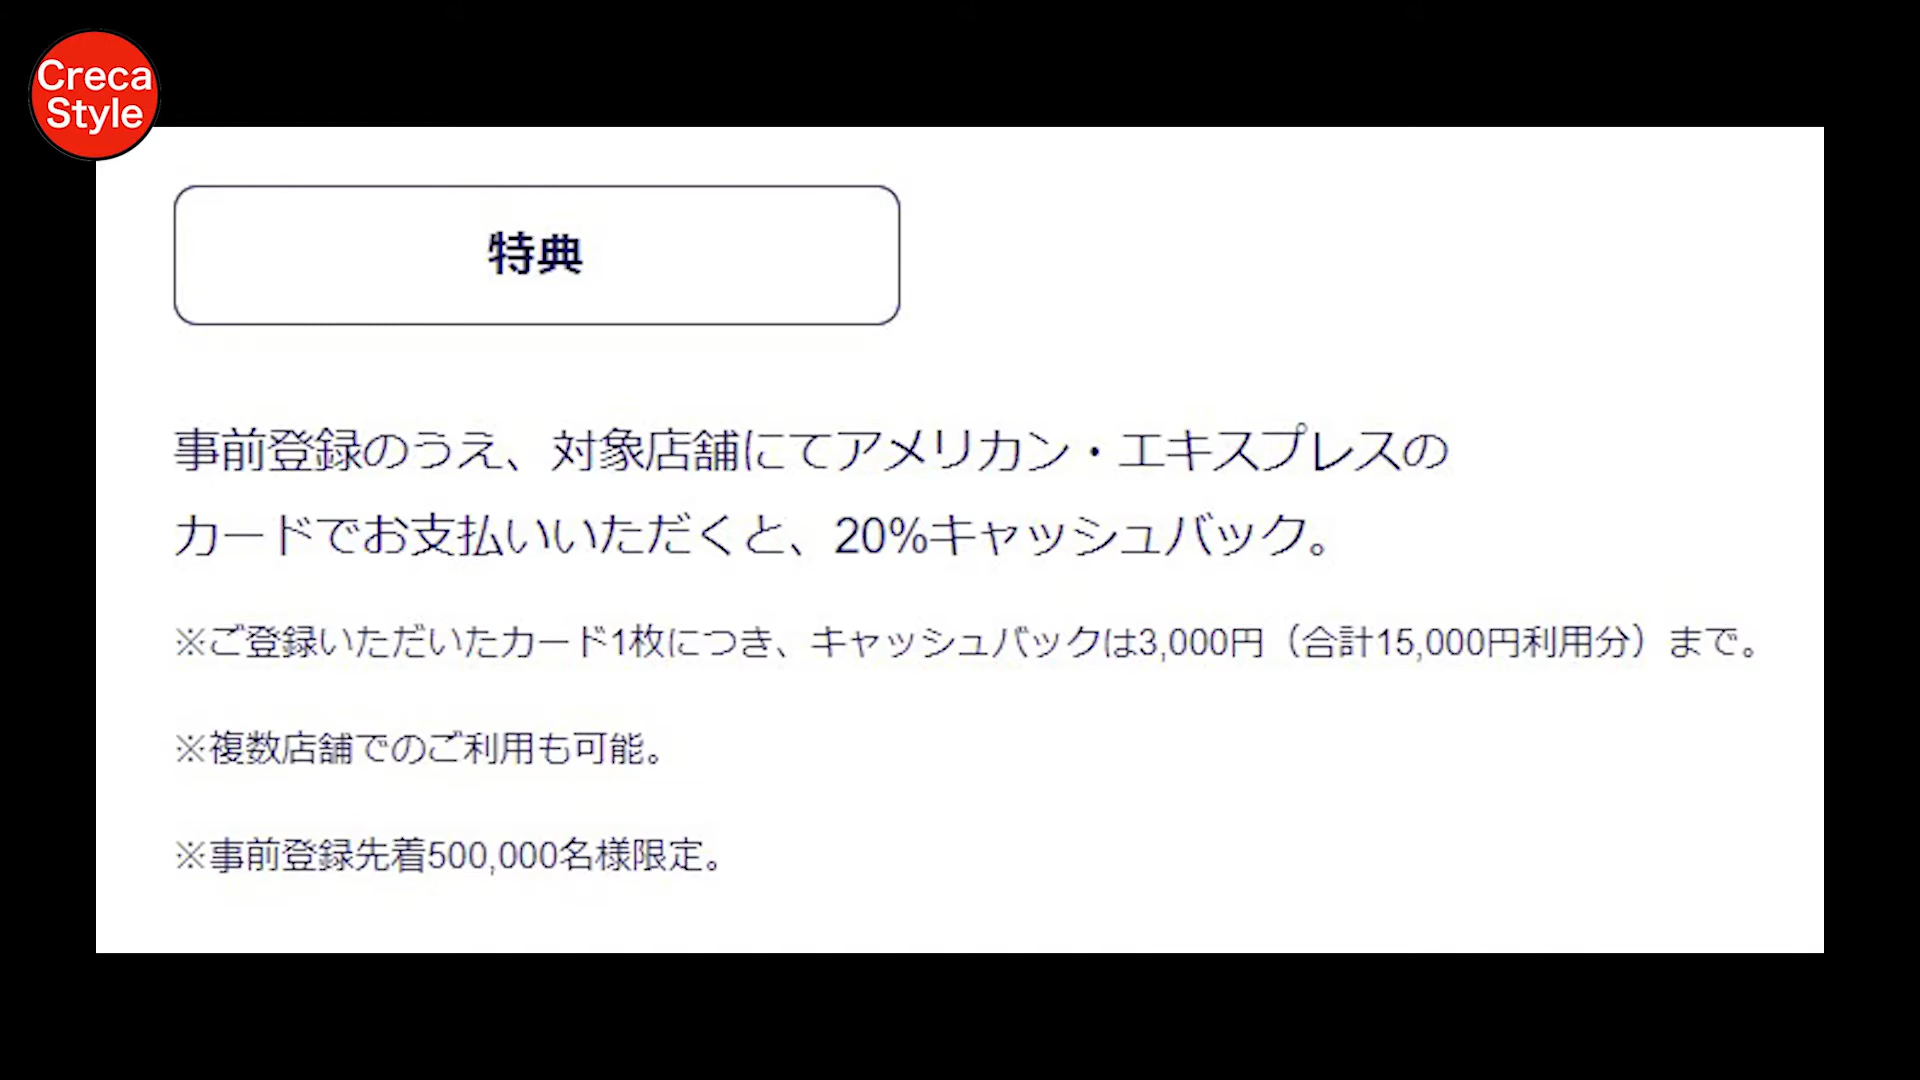 Creca
Style
特典
事前登録のうえ、対象店舗にてアメリカン・エキスプレスの
カードでお支払いいただくと、20%キャッシュバック。
※ご登録いただいたカード1枚につき、キャッシュバックは3,000円（合計15,000円利用分）まで。
※複数店舗でのご利用も可能。
※事前登録先着500,000名様限定。